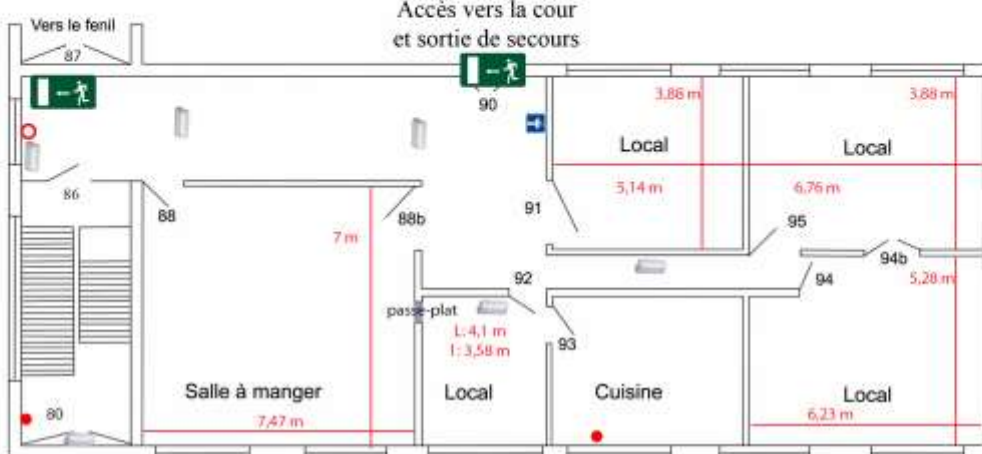 Accès vers la cour
et sortie de secours
Vers le fenil
87
90
3,88 m
3,88 m
Local
Local
86
88
88b
91
5,14 m
6,76 m
95
7 m
92
94
94b
5,28 m
passe-plat
L: 4,1 m
l : 3,58 m
93
Salle à manger
Local
Cuisine
Local
80
7,47 m
6,23 m